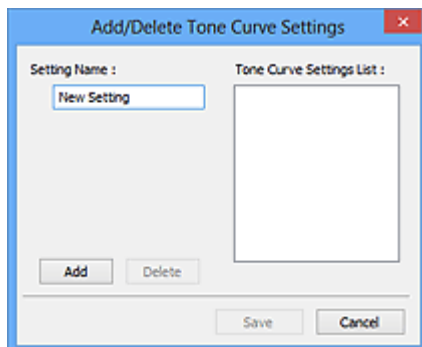 Add/Delete Tone Curve Settings
Setting Name :
Tone Curve Settings List :
New Setting
Add
Delete
Save
Cancel